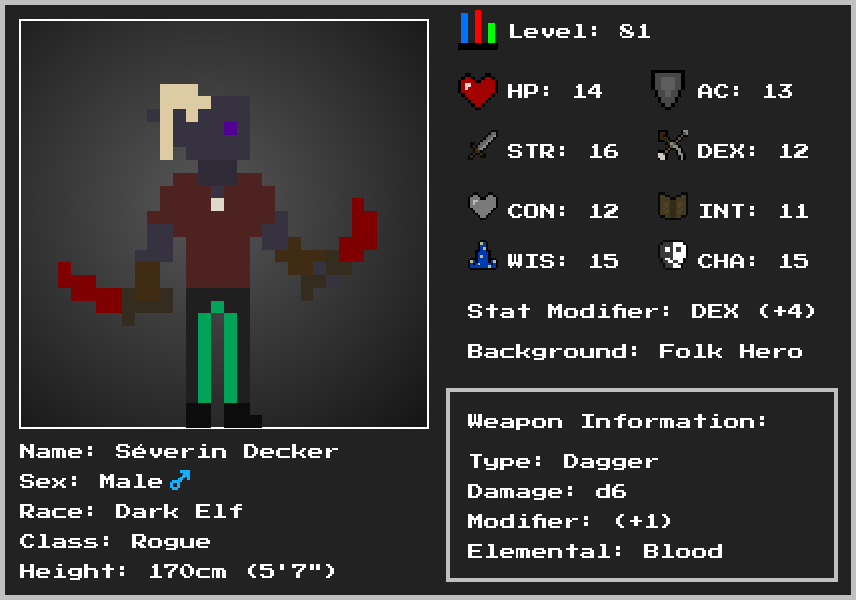 Level: 81
HP: 14
AC: 13
STR: 16
DEX: 12
CON: 12
INT: 11
WIS: 15
CHA: 15
Stat Modifier: DEX (+4)
Background: Folk Hero
Weapon Information:
Type: Dagger
Damage: d6
Modifier: (+1)
Elemental: Blood
Name: Séverin Decker
Sex: Male ♂
Race: Dark Elf
Class: Rogue
Height: 170cm (5'7")